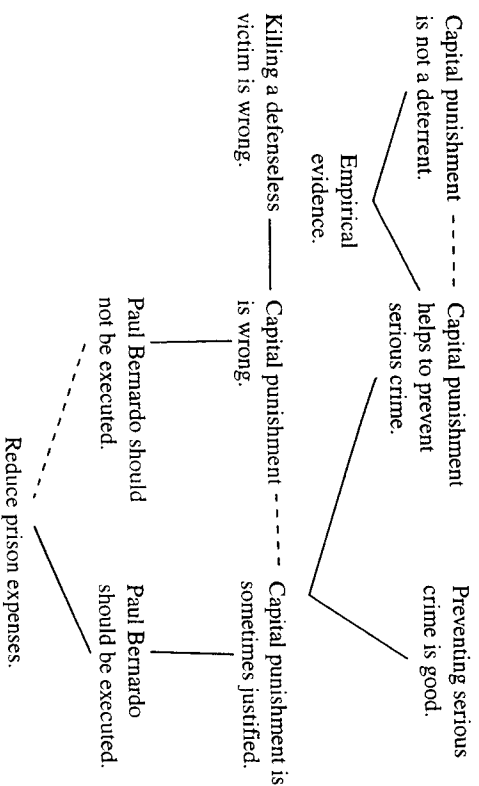 Capital punishment
is not a deterrent.
Capital punishment
helps to prevent
serious crime.
Preventing serious
crime is good.
Empirical
evidence.
Killing a defenseless
victim is wrong.
Capital punishment
is wrong.
Capital punishment is
sometimes justified.
Paul Bernardo should
not be executed.
Paul Bernardo
should be executed.
Reduce prison expenses.